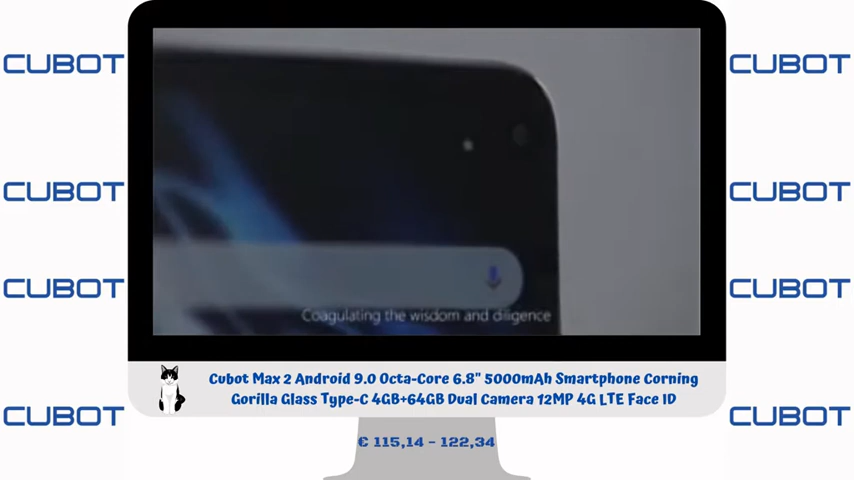 CUBOT CUBOT
CUBOT CUBOT
CUBOT CUBOT
Coagulating the wisdom and diligence
Cubot Max 2 Android 9.0 Octa-Core 6.8" 5000mAh Smartphone Corning
Gorilla Glass Type-C 4GB+64GB Dual Camera 12MP 4G LTE Face ID
CUBOT CUBOT
€ 115,14 - 122,34